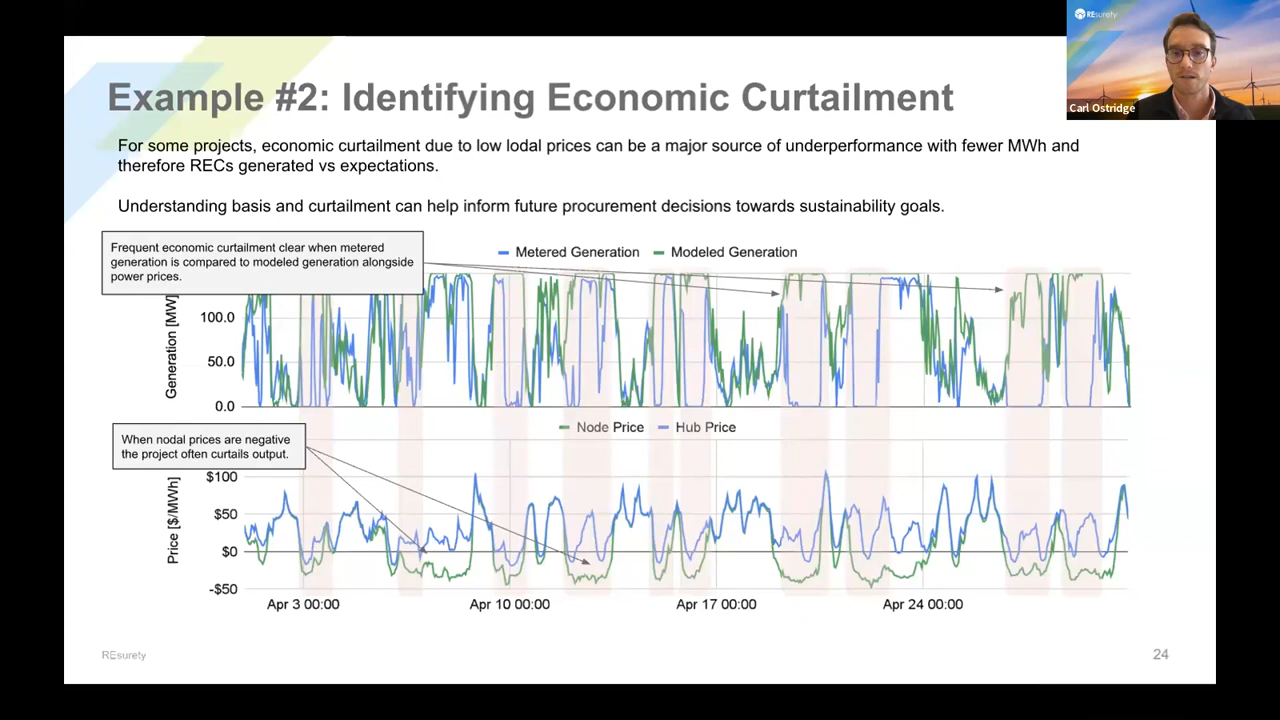 REsurety
Carl Ostridge
Example #2: Identifying Economic Curtailment
For some projects, economic curtailment due to low lodal prices can be a major source of underperformance with fewer MWh and
therefore RECs generated vs expectations.
Understanding basis and curtailment can help inform future procurement decisions towards sustainability goals.
Frequent economic curtailment clear when metered
generation is compared to modeled generation alongside
power prices.
Metered Generation Modeled Generation
Generation [MW]
100.0
50.0
0.0
When nodal prices are negative
the project often curtails output.
Node Price Hub Price
Price [$/MWh]
$100
$50
$0
-$50
Apr 3 00:00 Apr 10 00:00 Apr 17 00:00 Apr 24 00:00
REsurety
24